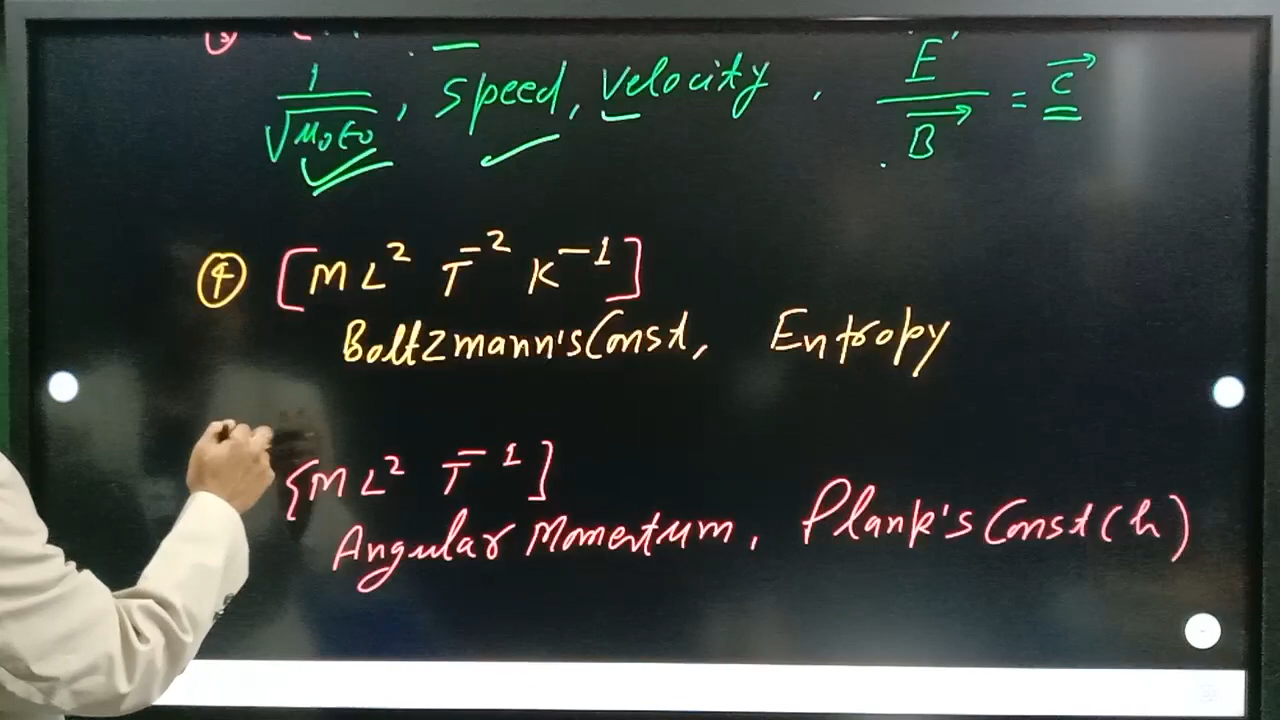 1/√μ₀ε₀, Speed, velocity, E/B⃗ = c⃗
④ [M L² T⁻² K⁻¹]
Boltzmann's Const, Entropy
[M L² T⁻¹]
Angular Momentum, Plank's Const (h)